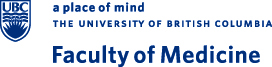 UBC
a place of mind
THE UNIVERSITY OF BRITISH COLUMBIA
Faculty of Medicine